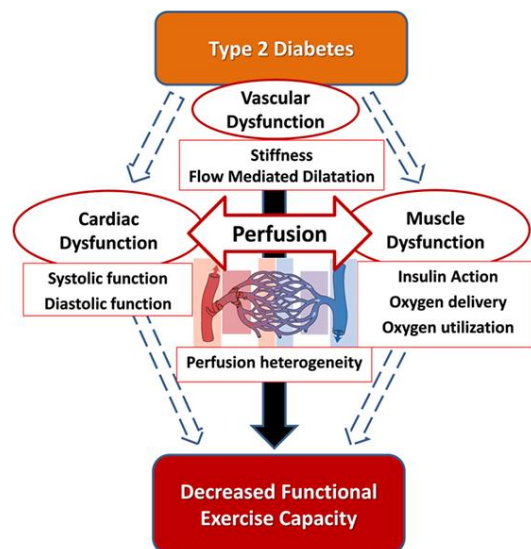 Type 2 Diabetes
Vascular
Dysfunction
Stiffness
Flow Mediated Dilatation
Cardiac
Dysfunction
Perfusion
Muscle
Dysfunction
Systolic function
Diastolic function
Insulin Action
Oxygen delivery
Oxygen utilization
Perfusion heterogeneity
Decreased Functional
Exercise Capacity